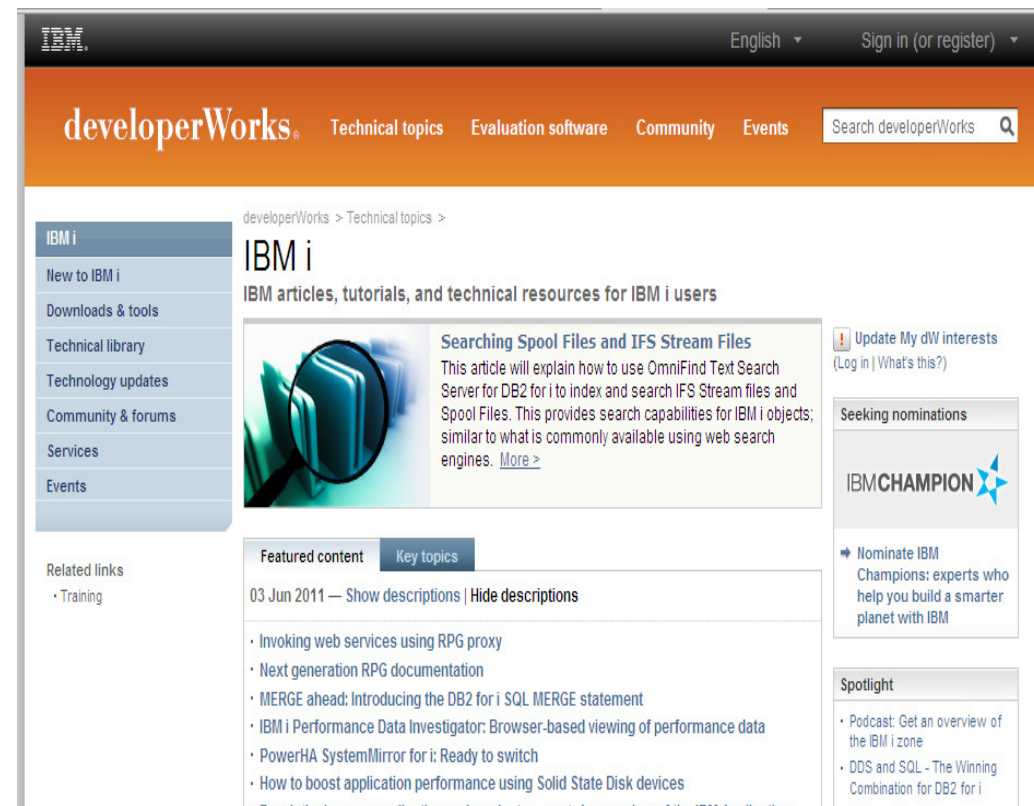 IBM.
English
Sign in (or register)
developerWorks®
Technical topics
Evaluation software
Community
Events
Search developerWorks
IBM i
New to IBM i
Downloads & tools
Technical library
Technology updates
Community & forums
Services
Events
Related links
· Training
developerWorks > Technical topics >
IBM i
IBM articles, tutorials, and technical resources for IBM i users
Searching Spool Files and IFS Stream Files
This article will explain how to use OmniFind Text Search
Server for DB2 for i to index and search IFS Stream files and
Spool Files. This provides search capabilities for IBM i objects;
similar to what is commonly available using web search
engines. More >
Featured content
Key topics
03 Jun 2011 — Show descriptions | Hide descriptions
· Invoking web services using RPG proxy
· Next generation RPG documentation
· MERGE ahead: Introducing the DB2 for i SQL MERGE statement
· IBM i Performance Data Investigator: Browser-based viewing of performance data
· PowerHA SystemMirror for i: Ready to switch
· How to boost application performance using Solid State Disk devices
! Update My dW interests
(Log in | What's this?)
Seeking nominations
IBMCHAMPION
Nominate IBM
Champions: experts who
help you build a smarter
planet with IBM
Spotlight
· Podcast: Get an overview of
the IBM i zone
· DDS and SQL - The Winning
Combination for DB2 for i